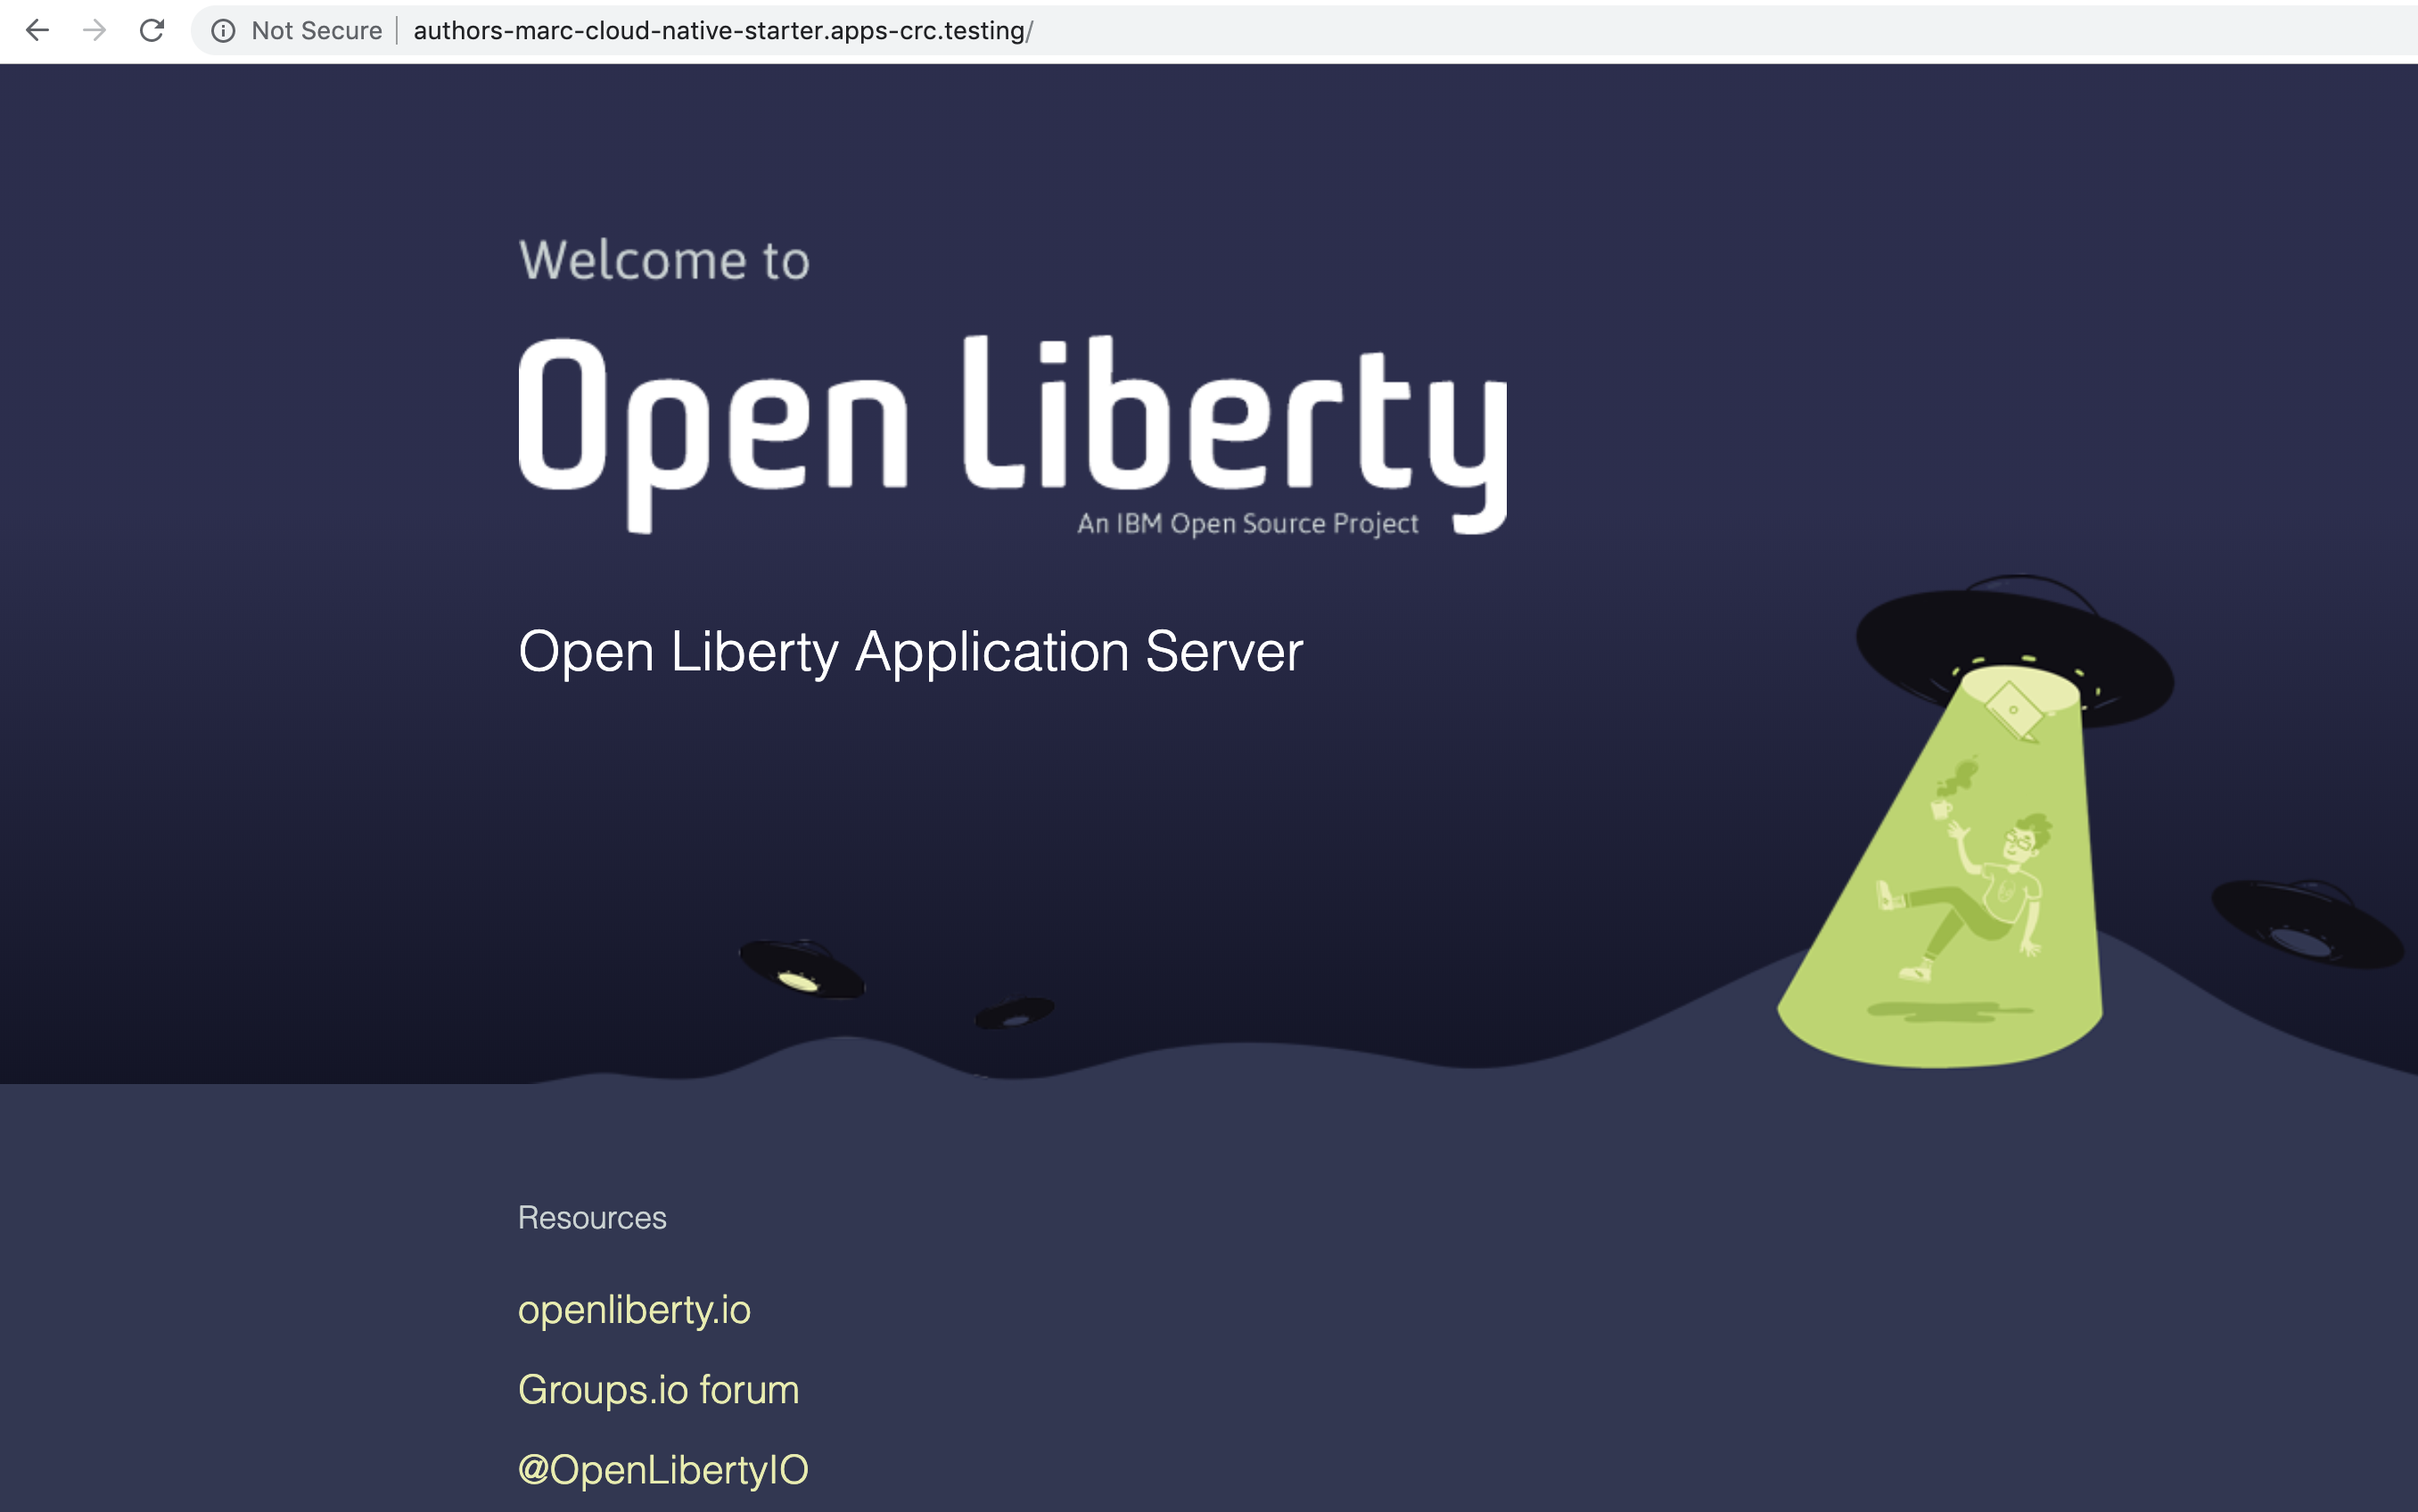 Not Secure authors-marc-cloud-native-starter.apps-crc.testing/
Welcome to
Open Liberty
An IBM Open Source Project
Open Liberty Application Server
Resources
openliberty.io
Groups.io forum
@OpenLibertyIO